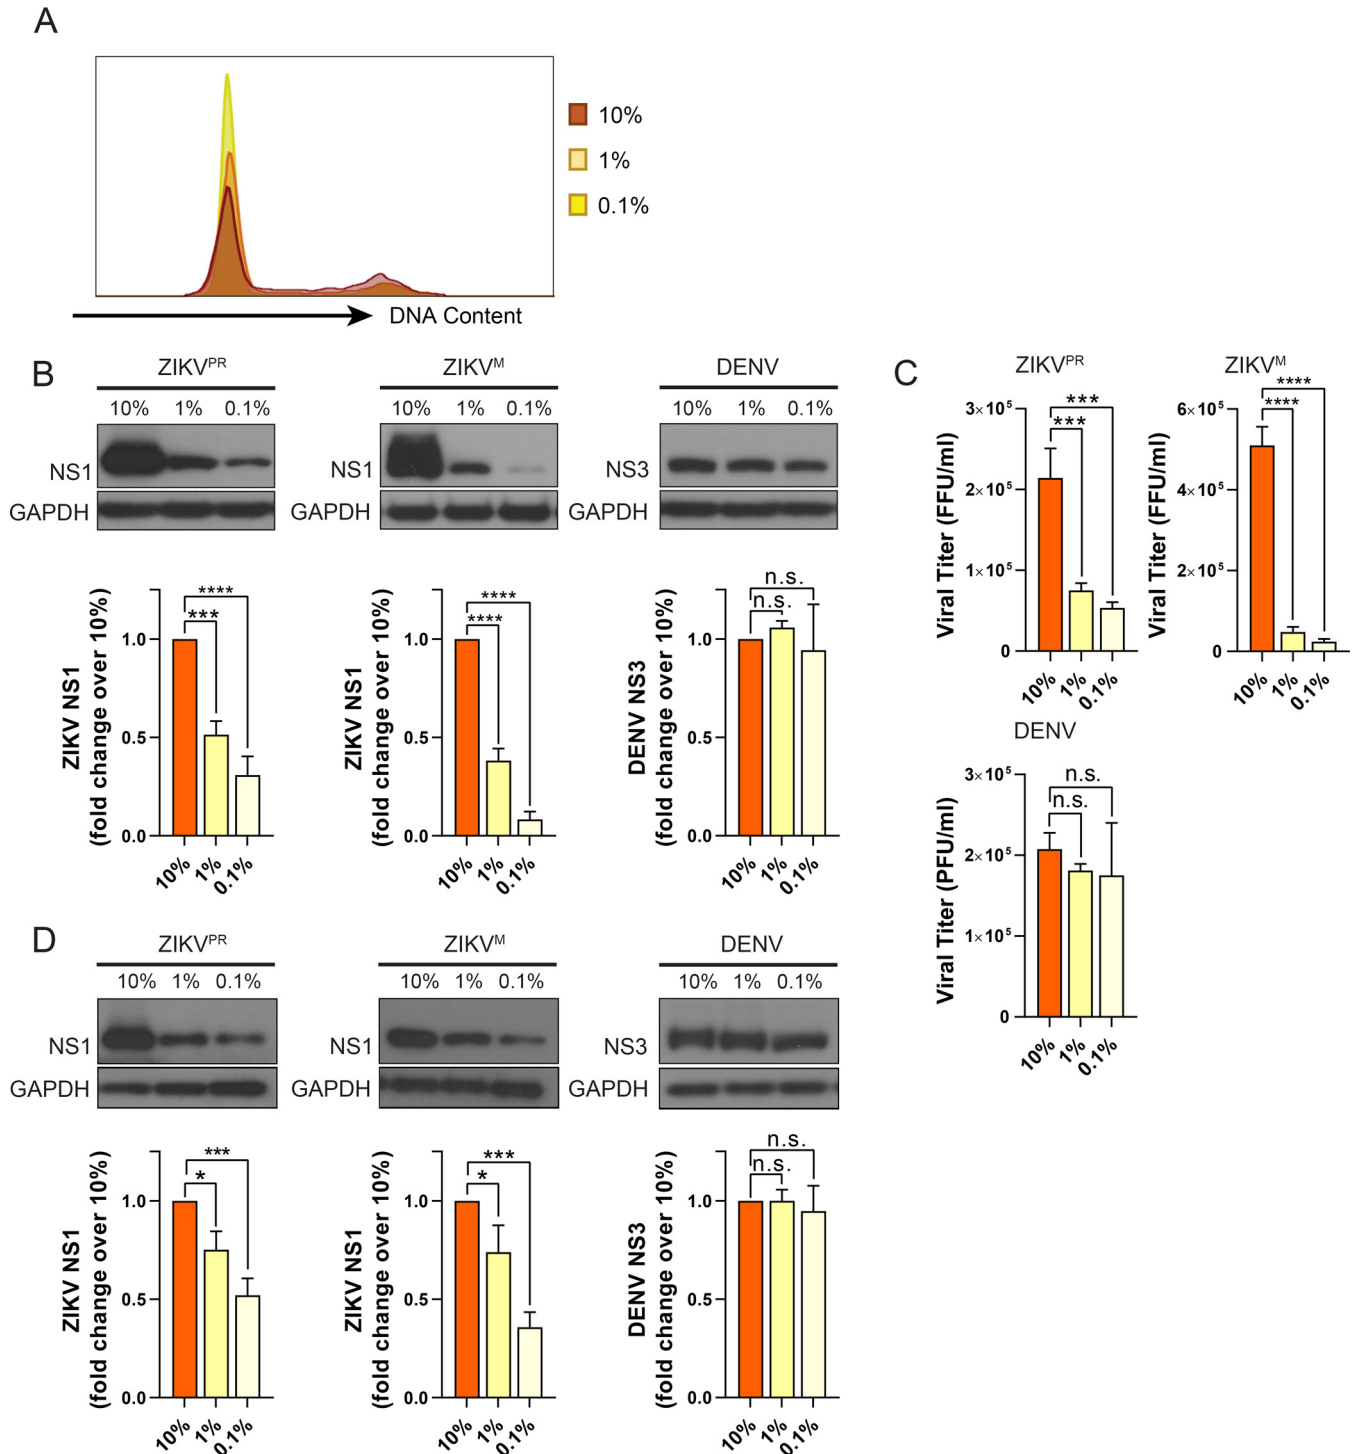 A
10%
1%
0.1%
DNA Content
B
ZIKVᴾᴿ
10% 1% 0.1%
NS1
GAPDH
ZIKVᴹ
10% 1% 0.1%
NS1
GAPDH
DENV
10% 1% 0.1%
NS3
GAPDH
ZIKV NS1
(fold change over 10%)
1.0
0.5
0.0
****
***
10% 1% 0.1%
ZIKV NS1
(fold change over 10%)
1.0
0.5
0.0
****
****
10% 1% 0.1%
DENV NS3
(fold change over 10%)
1.0
0.5
0.0
n.s.
n.s.
10% 1% 0.1%
C
ZIKVᴾᴿ
Viral Titer (FFU/ml)
3×10⁵
2×10⁵
1×10⁵
0
***
***
10% 1% 0.1%
ZIKVᴹ
Viral Titer (FFU/ml)
6×10⁵
4×10⁵
2×10⁵
0
****
****
10% 1% 0.1%
DENV
Viral Titer (PFU/ml)
3×10⁵
2×10⁵
1×10⁵
0
n.s.
n.s.
10% 1% 0.1%
D
ZIKVᴾᴿ
10% 1% 0.1%
NS1
GAPDH
ZIKVᴹ
10% 1% 0.1%
NS1
GAPDH
DENV
10% 1% 0.1%
NS3
GAPDH
ZIKV NS1
(fold change over 10%)
1.0
0.5
0.0
***
*
10% 1% 0.1%
ZIKV NS1
(fold change over 10%)
1.0
0.5
0.0
***
*
10% 1% 0.1%
DENV NS3
(fold change over 10%)
1.0
0.5
0.0
n.s.
n.s.
10% 1% 0.1%